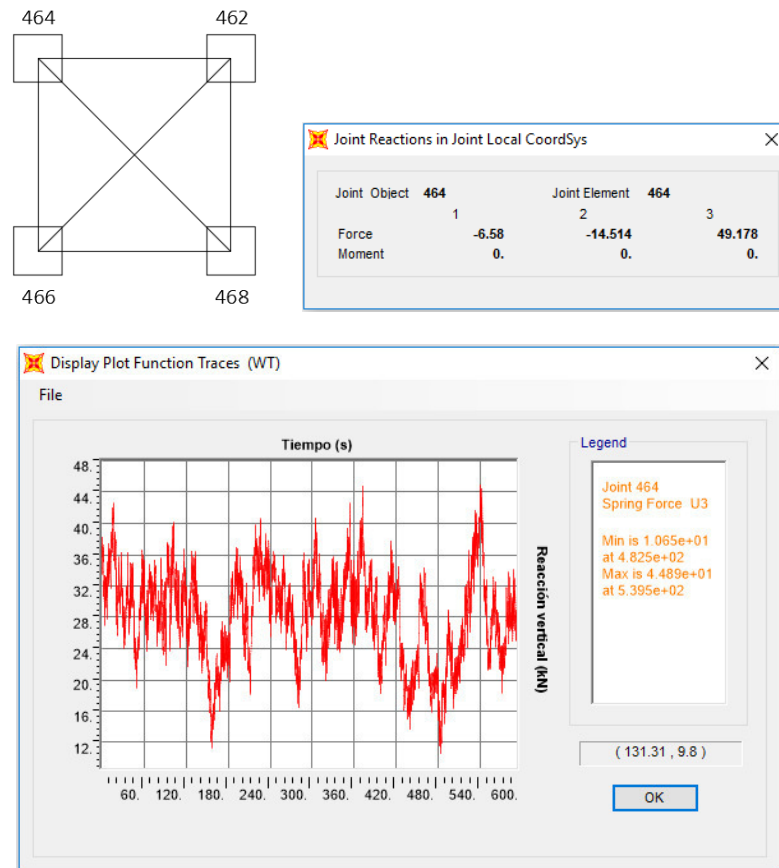 464 462
466 468
Joint Reactions in Joint Local CoordSys
Joint Object 464 Joint Element 464
1 2 3
Force -6.58 -14.514 49.178
Moment 0. 0. 0.
Display Plot Function Traces (WT)
File
Tiempo (s)
48.
44.
40.
36.
32.
28.
24.
20.
16.
12.
60. 120. 180. 240. 300. 360. 420. 480. 540. 600.
Reacción vertical (kN)
Legend
Joint 464
Spring Force U3
Min is 1.065e+01
at 4.825e+02
Max is 4.489e+01
at 5.395e+02
( 131.31 , 9.8 )
OK